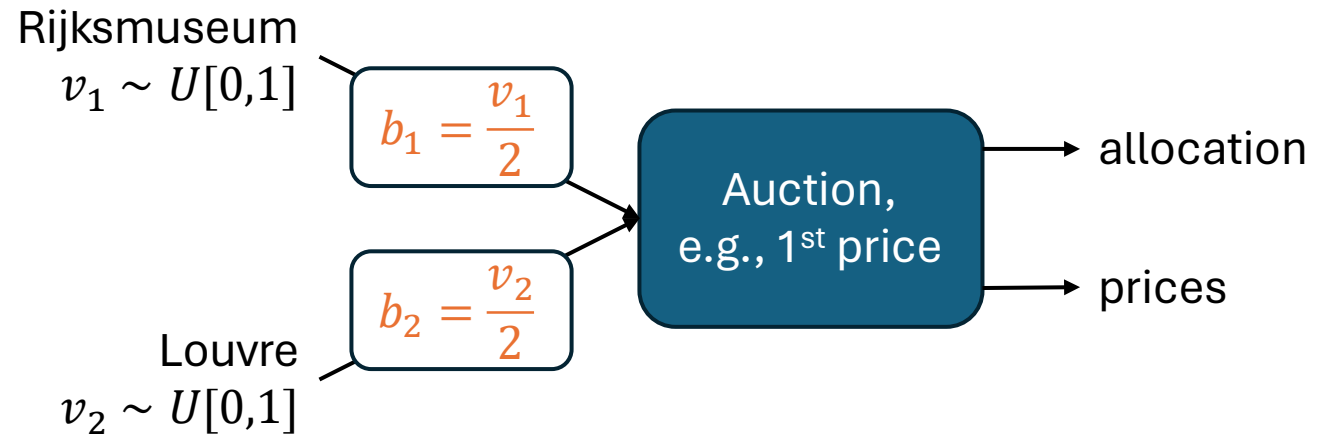 Rijksmuseum
𝑣₁ ~ 𝑈[0,1]
𝑏₁ = 𝑣₁/2
Louvre
𝑣₂ ~ 𝑈[0,1]
𝑏₂ = 𝑣₂/2
Auction,
e.g., 1ˢᵗ price
allocation
prices